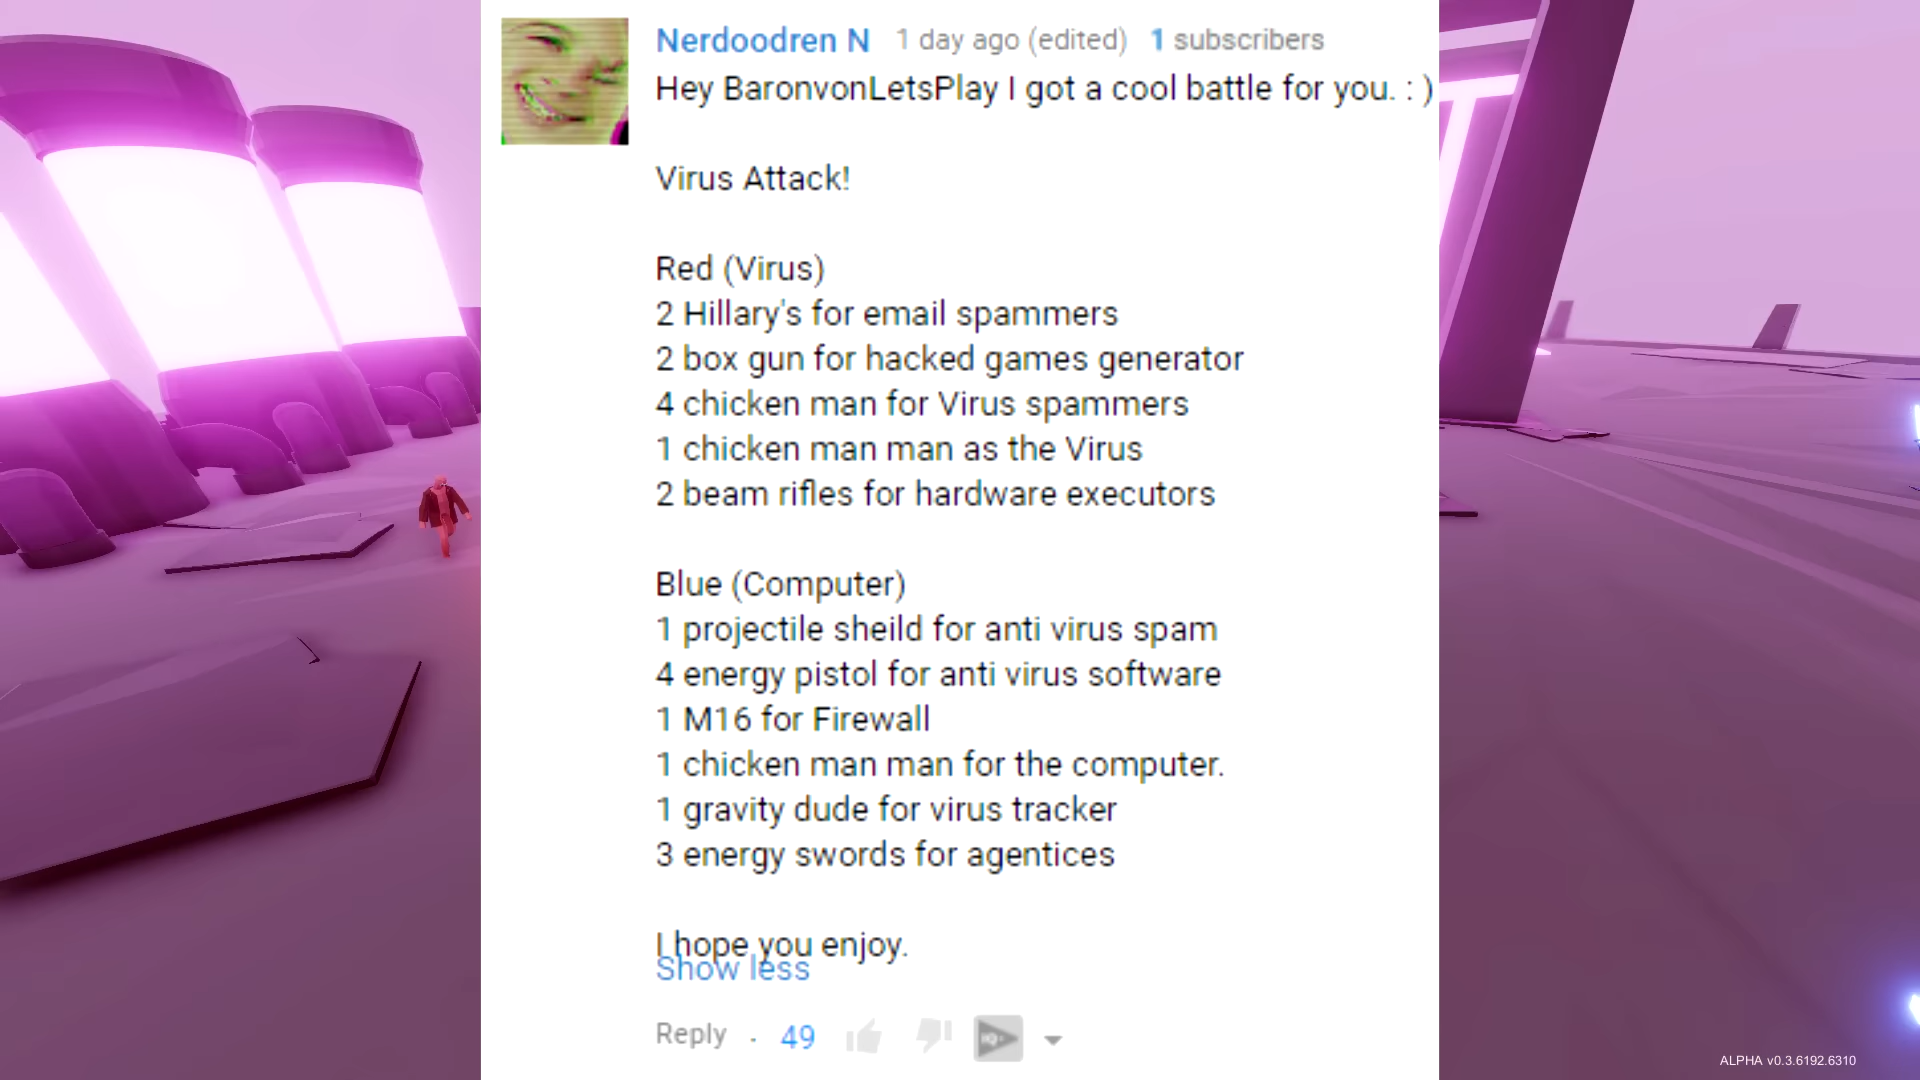 Nerdoodren N 1 day ago (edited) 1 subscribers
Hey BaronvonLetsPlay I got a cool battle for you. : )
Virus Attack!
Red (Virus)
2 Hillary's for email spammers
2 box gun for hacked games generator
4 chicken man for Virus spammers
1 chicken man man as the Virus
2 beam rifles for hardware executors
Blue (Computer)
1 projectile sheild for anti virus spam
4 energy pistol for anti virus software
1 M16 for Firewall
1 chicken man man for the computer.
1 gravity dude for virus tracker
3 energy swords for agentices
I hope you enjoy.
Show less
Reply · 49
ALPHA v0.3.6192.6310